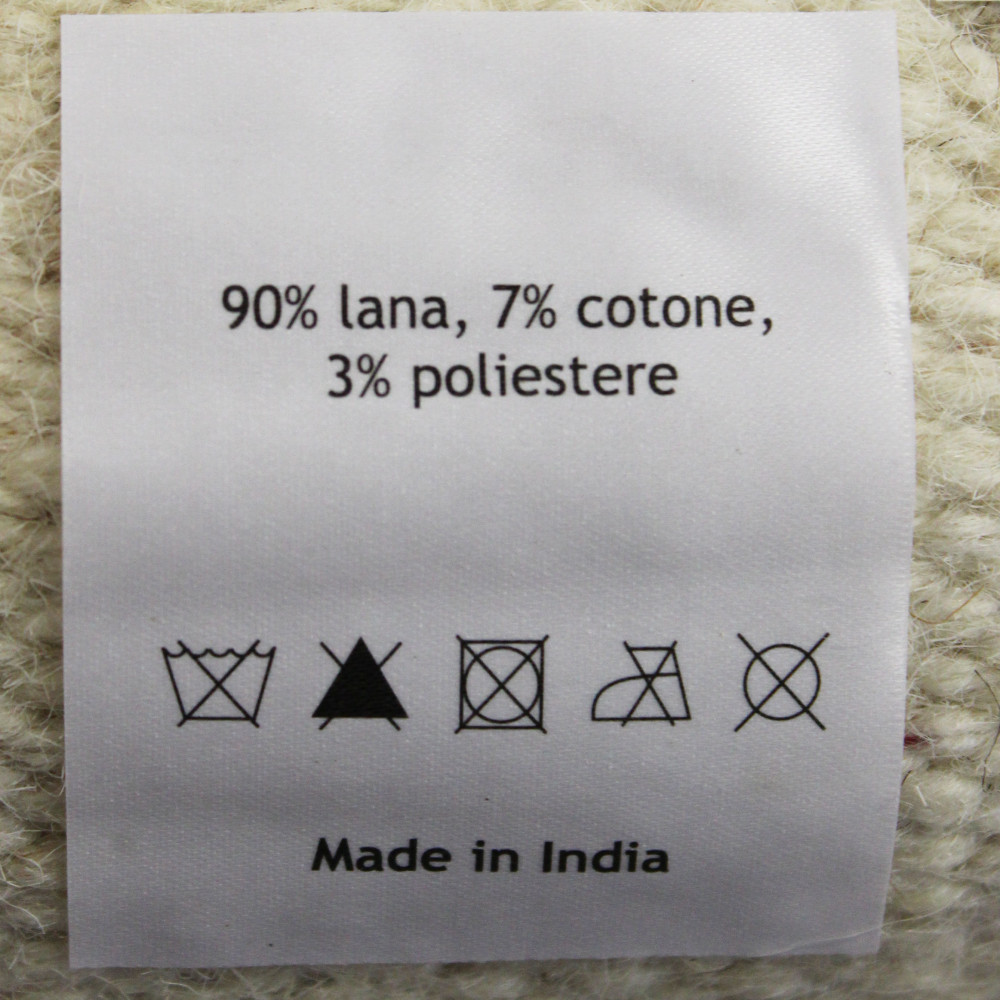 90% lana, 7% cotone,
3% poliestere
Made in India